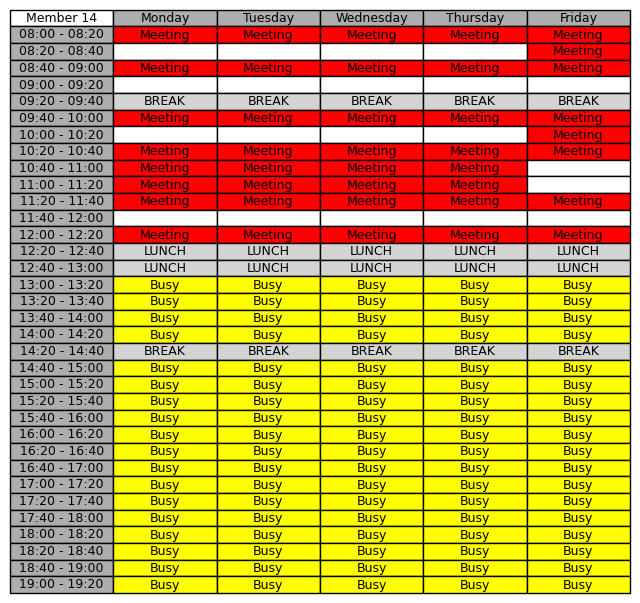 Member 14 Monday Tuesday Wednesday Thursday Friday
08:00 - 08:20 Meeting Meeting Meeting Meeting Meeting
08:20 - 08:40 Meeting
08:40 - 09:00 Meeting Meeting Meeting Meeting Meeting
09:00 - 09:20
09:20 - 09:40 BREAK BREAK BREAK BREAK BREAK
09:40 - 10:00 Meeting Meeting Meeting Meeting Meeting
10:00 - 10:20 Meeting
10:20 - 10:40 Meeting Meeting Meeting Meeting Meeting
10:40 - 11:00 Meeting Meeting Meeting Meeting
11:00 - 11:20 Meeting Meeting Meeting Meeting
11:20 - 11:40 Meeting Meeting Meeting Meeting Meeting
11:40 - 12:00
12:00 - 12:20 Meeting Meeting Meeting Meeting Meeting
12:20 - 12:40 LUNCH LUNCH LUNCH LUNCH LUNCH
12:40 - 13:00 LUNCH LUNCH LUNCH LUNCH LUNCH
13:00 - 13:20 Busy Busy Busy Busy Busy
13:20 - 13:40 Busy Busy Busy Busy Busy
13:40 - 14:00 Busy Busy Busy Busy Busy
14:00 - 14:20 Busy Busy Busy Busy Busy
14:20 - 14:40 BREAK BREAK BREAK BREAK BREAK
14:40 - 15:00 Busy Busy Busy Busy Busy
15:00 - 15:20 Busy Busy Busy Busy Busy
15:20 - 15:40 Busy Busy Busy Busy Busy
15:40 - 16:00 Busy Busy Busy Busy Busy
16:00 - 16:20 Busy Busy Busy Busy Busy
16:20 - 16:40 Busy Busy Busy Busy Busy
16:40 - 17:00 Busy Busy Busy Busy Busy
17:00 - 17:20 Busy Busy Busy Busy Busy
17:20 - 17:40 Busy Busy Busy Busy Busy
17:40 - 18:00 Busy Busy Busy Busy Busy
18:00 - 18:20 Busy Busy Busy Busy Busy
18:20 - 18:40 Busy Busy Busy Busy Busy
18:40 - 19:00 Busy Busy Busy Busy Busy
19:00 - 19:20 Busy Busy Busy Busy Busy